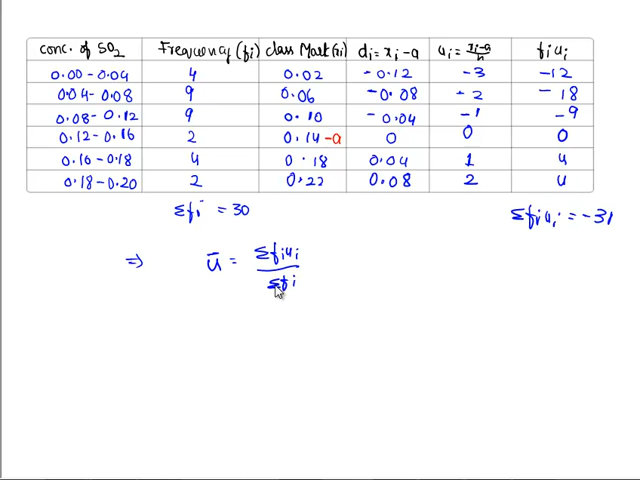 conc. of SO2 Frequency (fi) class Mark (xi) di = xi - a ui = xi-a/h fiui
0.00 - 0.04 4 0.02 - 0.12 -3 -12
0.04 - 0.08 9 0.06 - 0.08 - 2 - 18
0.08 - 0.12 9 0.10 - 0.04 -1 -9
0.12 - 0.16 2 0.14 - a 0 0 0
0.16 - 0.18 4 0.18 0.04 1 4
0.18 - 0.20 2 0.22 0.08 2 4
Σfi = 30 Σfiui = -31
⇒ ū = Σfiui
Σfi